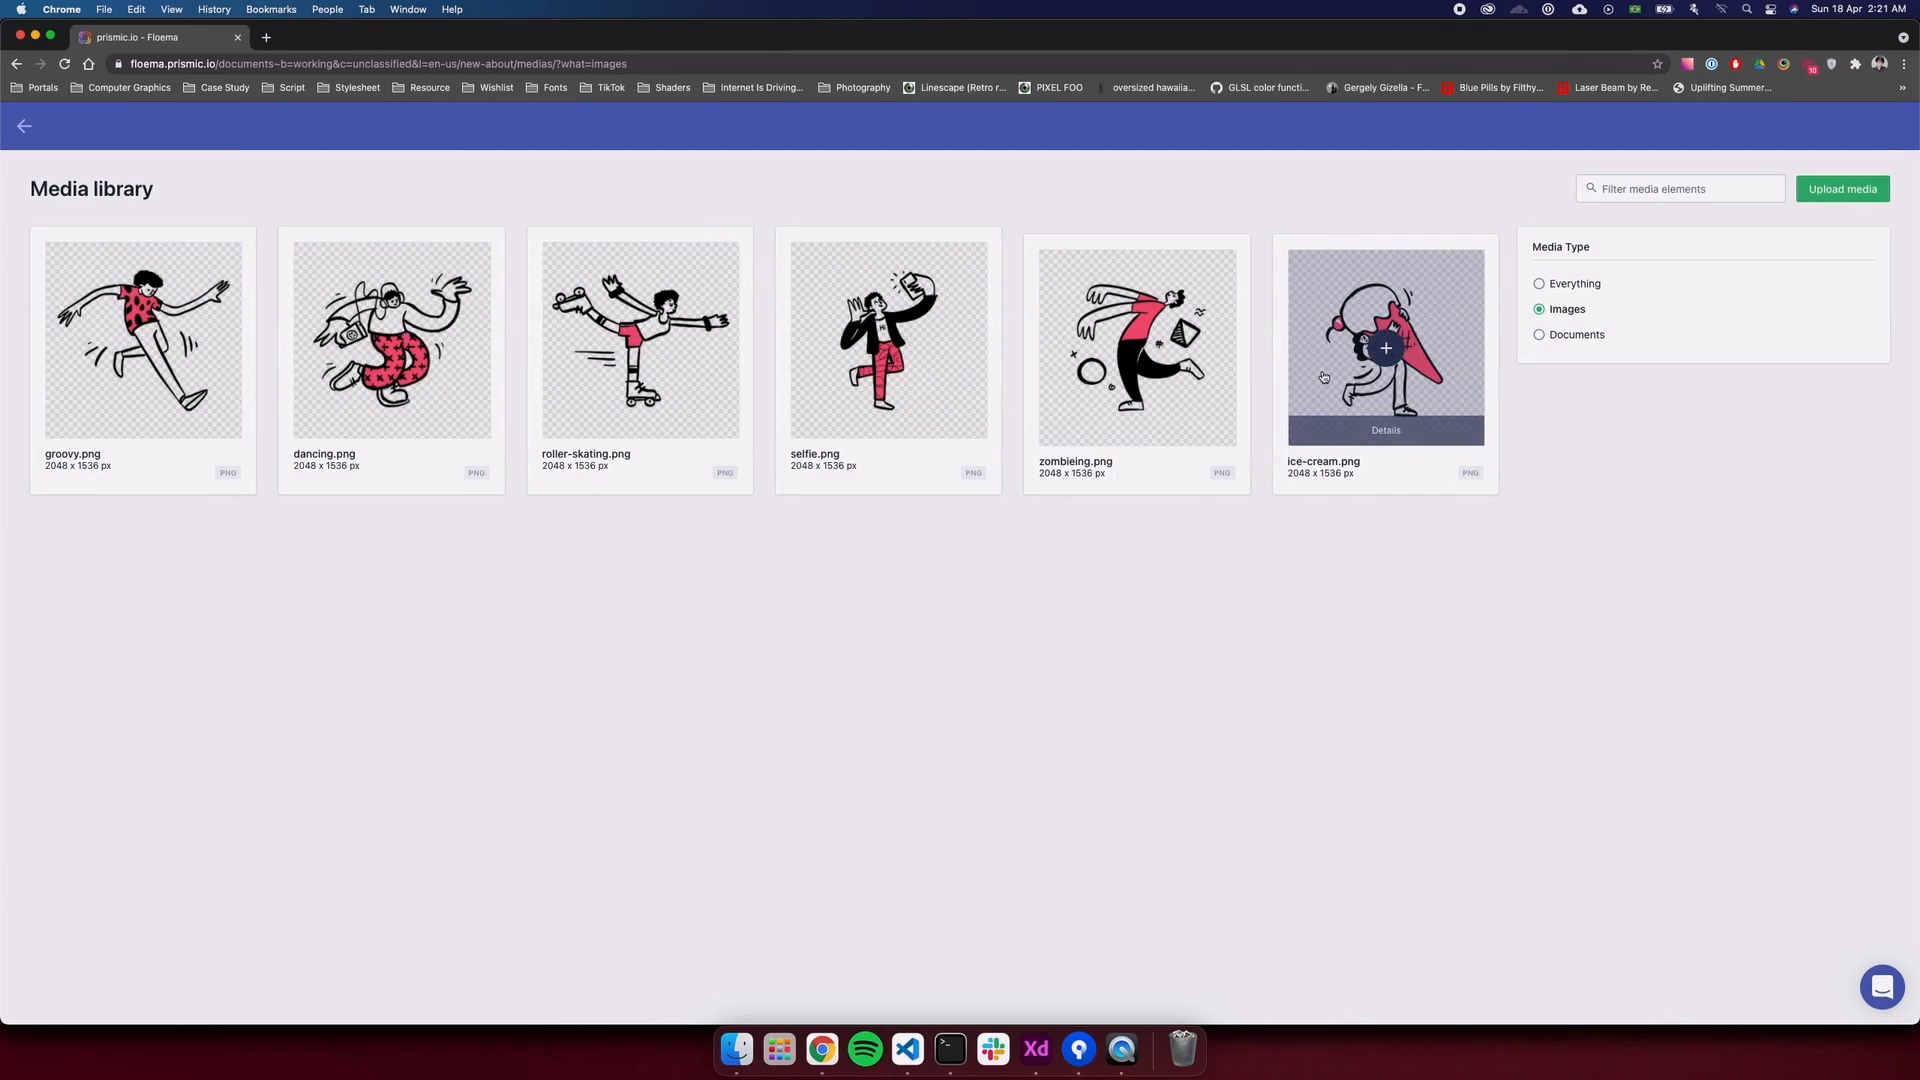 Chrome File Edit View History Bookmarks People Tab Window Help Sun 18 Apr 2:21 AM
prismic.io - Floema
floema.prismic.io/documents~b=working&c=unclassified&l=en-us/new-about/medias/?what=images
10
Portals Computer Graphics Case Study Script Stylesheet Resource Wishlist Fonts TikTok Shaders Internet Is Driving... Photography Linescape (Retro r... PIXEL FOO oversized hawaiia... GLSL color functi... Gergely Gizella - F... Blue Pills by Filthy... Laser Beam by Re... Uplifting Summer... »
Media library
Filter media elements
Upload media
Media Type
Everything
Images
Documents
Hi
Details
groovy.png
2048 x 1536 px
PNG
dancing.png
2048 x 1536 px
PNG
roller-skating.png
2048 x 1536 px
PNG
selfie.png
2048 x 1536 px
PNG
zombieing.png
2048 x 1536 px
PNG
ice-cream.png
2048 x 1536 px
PNG
Xd